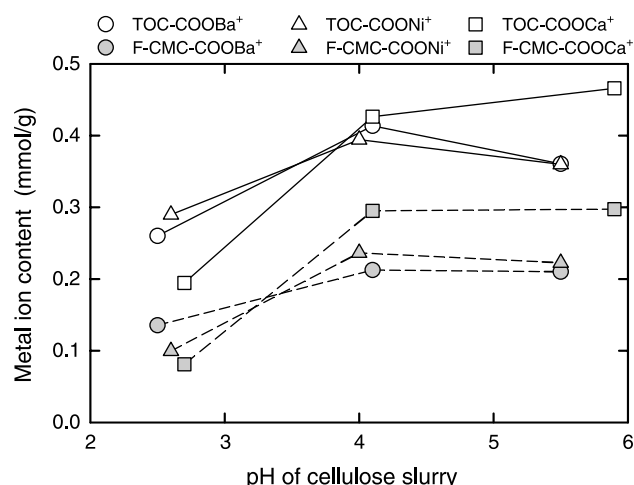 TOC-COOBa⁺ TOC-COONi⁺ TOC-COOCa⁺
F-CMC-COOBa⁺ F-CMC-COONi⁺ F-CMC-COOCa⁺
0.5
0.4
0.3
0.2
0.1
0.0
Metal ion content (mmol/g)
2 3 4 5 6
pH of cellulose slurry